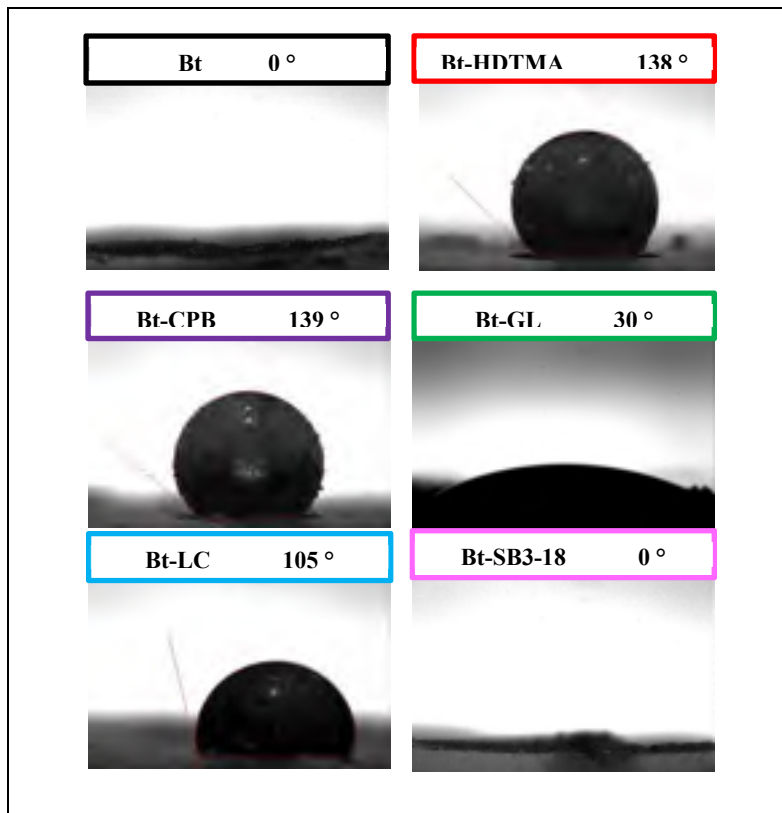 Bt 0 °
Bt-HDTMA 138 °
Bt-CPB 139 °
Bt-GL 30 °
Bt-LC 105 °
Bt-SB3-18 0 °